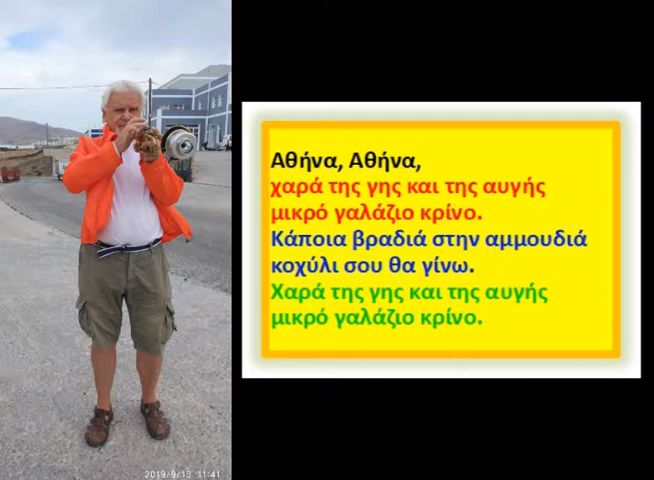 Αθήνα, Αθήνα,
χαρά της γης και της αυγής
μικρό γαλάζιο κρίνο.
Κάποια βραδιά στην αμμουδιά
κοχύλι σου θα γίνω.
Χαρά της γης και της αυγής
μικρό γαλάζιο κρίνο.
2019/9/13 11:41